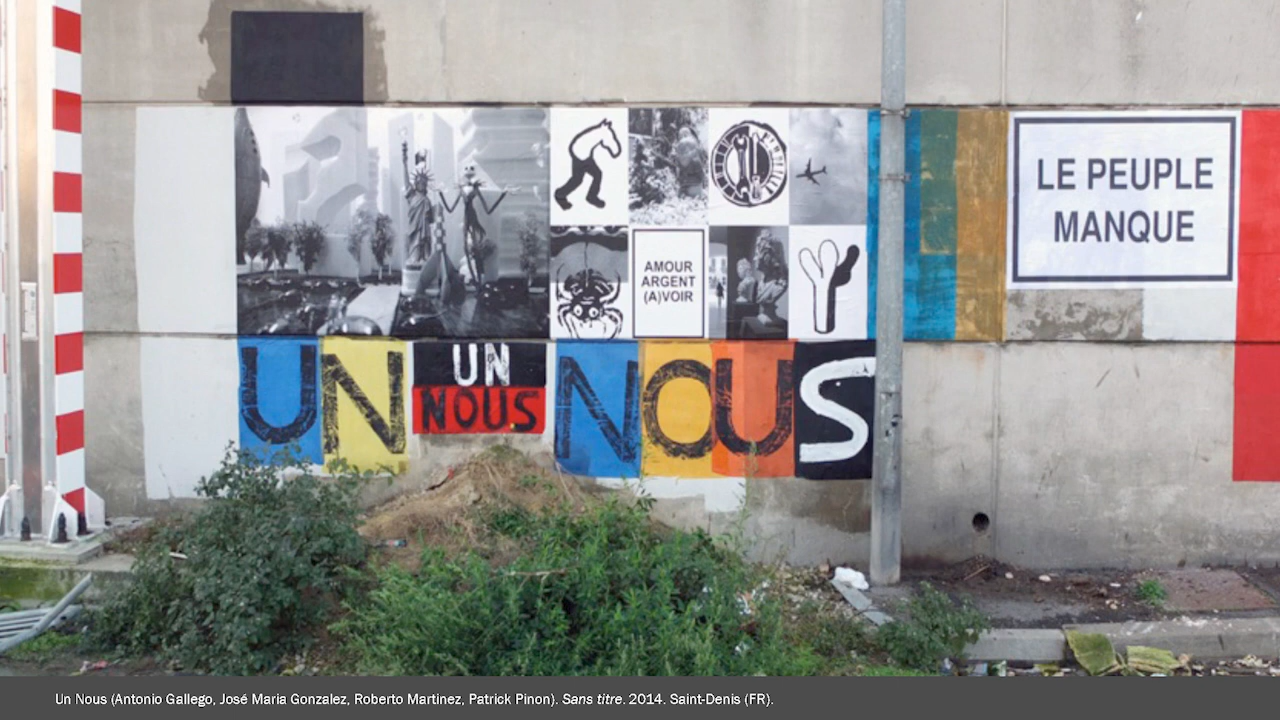 LE PEUPLE
MANQUE
AMOUR
ARGENT
(A)VOIR
UN
UN
NOUS
NOUS
Un Nous (Antonio Gallego, José Maria Gonzalez, Roberto Martinez, Patrick Pinon). Sans titre. 2014. Saint-Denis (FR).